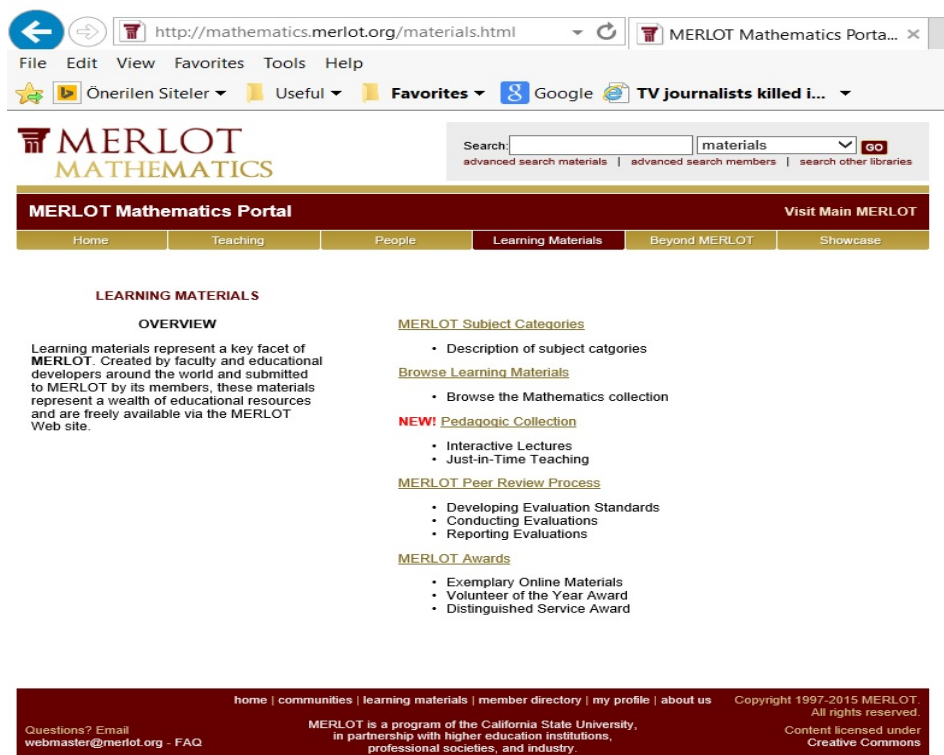 http://mathematics.merlot.org/materials.html
MERLOT Mathematics Porta...
File Edit View Favorites Tools Help
Önerilen Siteler
Useful
Favorites
Google
TV journalists killed i...
MERLOT
MATHEMATICS
Search:
materials
GO
advanced search materials | advanced search members | search other libraries
MERLOT Mathematics Portal
Visit Main MERLOT
Home
Teaching
People
Learning Materials
Beyond MERLOT
Showcase
LEARNING MATERIALS
OVERVIEW
Learning materials represent a key facet of
MERLOT. Created by faculty and educational
developers around the world and submitted
to MERLOT by its members, these materials
represent a wealth of educational resources
and are freely available via the MERLOT
Web site.
MERLOT Subject Categories
• Description of subject catgories
Browse Learning Materials
• Browse the Mathematics collection
NEW! Pedagogic Collection
• Interactive Lectures
• Just-in-Time Teaching
MERLOT Peer Review Process
• Developing Evaluation Standards
• Conducting Evaluations
• Reporting Evaluations
MERLOT Awards
• Exemplary Online Materials
• Volunteer of the Year Award
• Distinguished Service Award
home | communities | learning materials | member directory | my profile | about us
Questions? Email
webmaster@merlot.org - FAQ
MERLOT is a program of the California State University,
in partnership with higher education institutions,
professional societies, and industry.
Copyright 1997-2015 MERLOT.
All rights reserved.
Content licensed under
Creative Commons